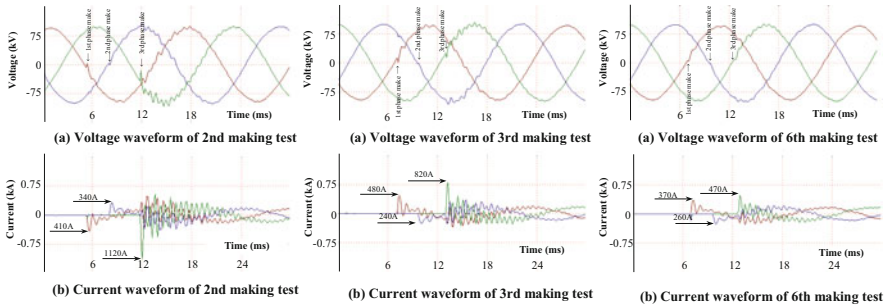 Voltage (kV)
75
0
-75
1st phase make
2nd phase make
3rd phase make
6
12
18
Time (ms)
(a) Voltage waveform of 2nd making test
Voltage (kV)
75
0
-75
1st phase make
2nd phase make
3rd phase make
6
12
18
Time (ms)
(a) Voltage waveform of 3rd making test
Voltage (kV)
75
0
-75
1st phase make
2nd phase make
3rd phase make
6
12
18
Time (ms)
(a) Voltage waveform of 6th making test
Current (kA)
0.75
0
-0.75
340A
410A
1120A
Time (ms)
6
12
18
24
(b) Current waveform of 2nd making test
Current (kA)
0.75
0
-0.75
820A
480A
240A
Time (ms)
6
12
18
24
(b) Current waveform of 3rd making test
Current (kA)
0.75
0
-0.75
370A
470A
260A
Time (ms)
6
12
18
24
(b) Current waveform of 6th making test